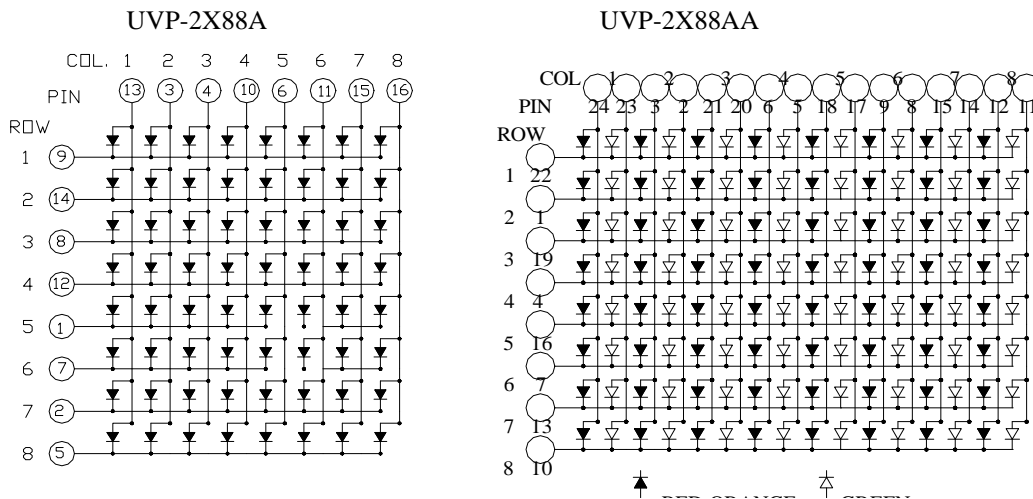 UVP-2X88A
COL. 1 2 3 4 5 6 7 8
PIN 13 3 4 10 6 11 15 16
ROW
1 9
2 14
3 8
4 12
5 1
6 7
7 2
8 5
UVP-2X88AA
COL 1 2 3 4 5 6 7 8
PIN 24 23 3 2 21 20 6 5 18 17 9 8 15 14 12 11
ROW
1 22
2 1
3 19
4 4
5 16
6 7
7 13
8 10